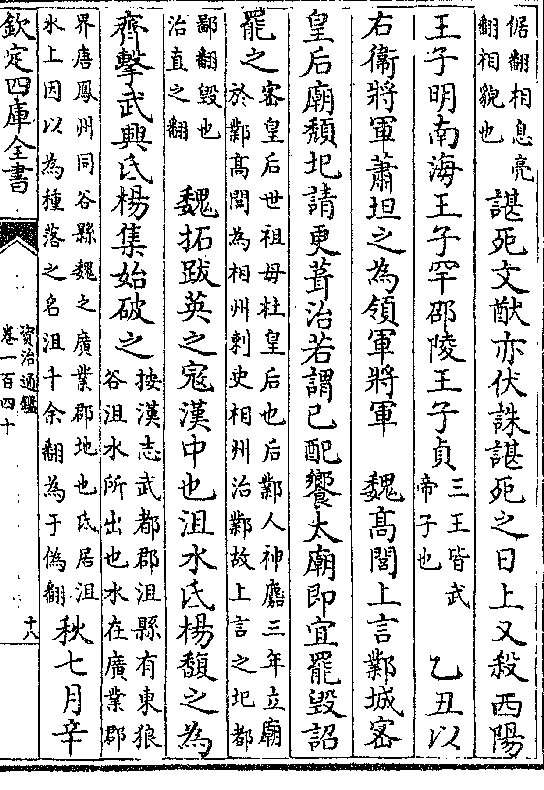 倨翻相息亮
翻相貌也
諶死文猷亦伏誅諶死之日上又殺西陽
王子明南海王子罕邵陵王子貞
三王皆武
帝子也
乙丑以
右衛將軍蕭坦之為領軍將軍　魏高閭上言鄴城密
皇后廟頽圮請更葺治若謂已配饗太廟即宜罷毁詔
罷之
密皇后世祖母杜皇后也后鄴人神䴥三年立廟
於鄴高閭為相州刺史相州治鄴故上言之圮都
鄙翻毁也
治直之翻
魏拓跋英之寇漢中也沮水氐楊馥之為
齊擊武興氐楊集始破之
按漢志武都郡沮縣有東狼
谷沮水所出也水在廣業郡
界唐鳳州同谷縣魏之廣業郡地也氐居沮
水上因以為種落之名沮千余翻為于偽翻
秋七月辛
欽定四庫全書
資治通鑑
卷一百四十
十八